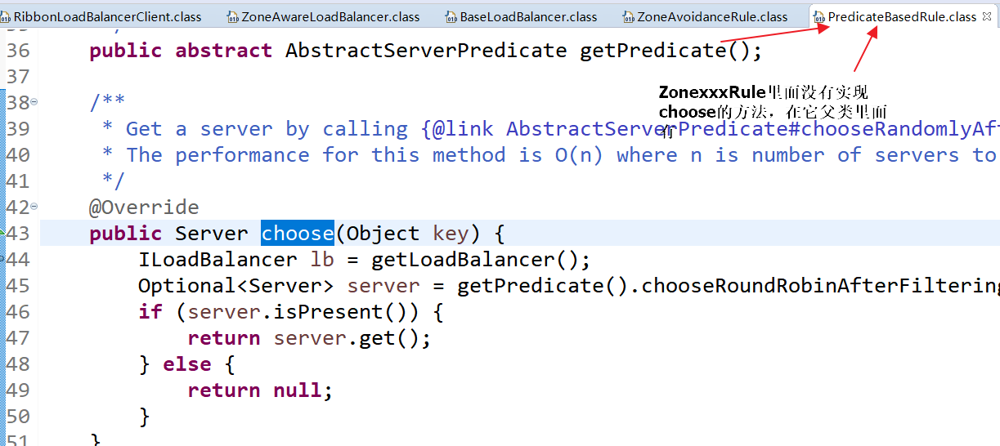 RibbonLoadBalancerClient.class ZoneAwareLoadBalancer.class BaseLoadBalancer.class ZoneAvoidanceRule.class PredicateBasedRule.class
36 public abstract AbstractServerPredicate getPredicate();
37
ZonexxxRule里面没有实现
choose的方法，在它父类里面
有
38 /**
39 * Get a server by calling {@link AbstractServerPredicate#chooseRandomlyAf
40 * The performance for this method is O(n) where n is number of servers to
41 */
42 @Override
43 public Server choose(Object key) {
44 ILoadBalancer lb = getLoadBalancer();
45 Optional<Server> server = getPredicate().chooseRoundRobinAfterFiltering
46 if (server.isPresent()) {
47 return server.get();
48 } else {
49 return null;
50 }
51 }